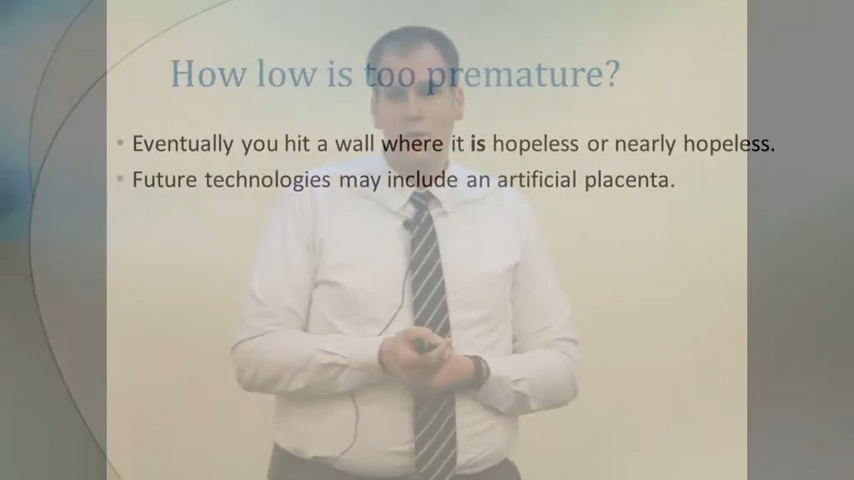 How low is too premature?
• Eventually you hit a wall where it is hopeless or nearly hopeless.
• Future technologies may include an artificial placenta.